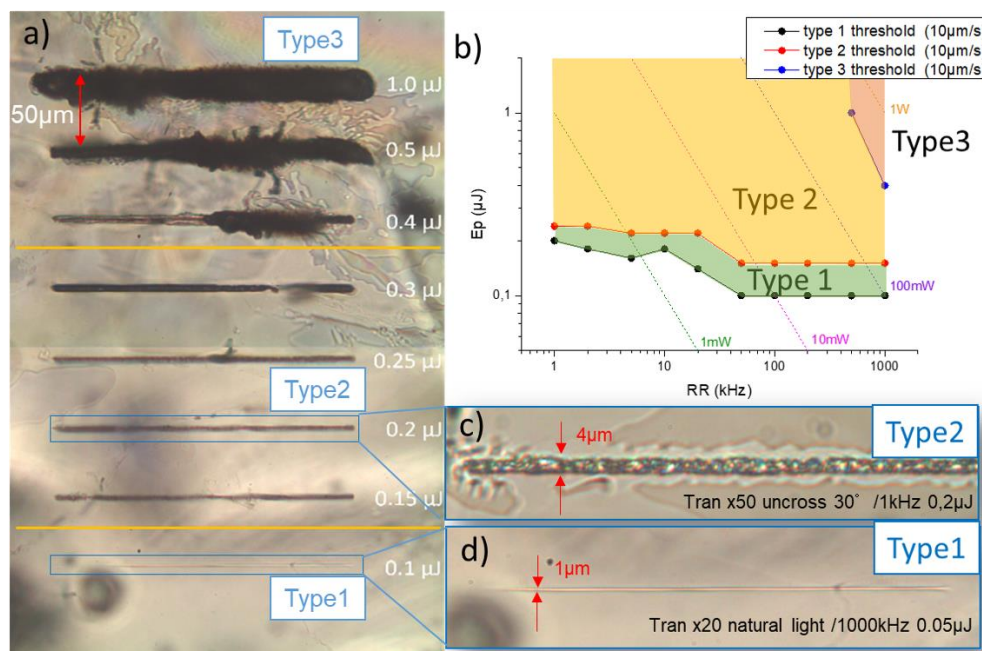 a)
Type3
1.0 µJ
50µm
0.5 µJ
0.4 µJ
0.3 µJ
0.25 µJ
Type2
0.2 µJ
0.15µJ
0.1 µJ
Type1
b)
type 1 threshold (10µm/s
type 2 threshold (10µm/s
type 3 threshold (10µm/s
1
0,1
Ep (µJ)
1W
Type3
Type 2
Type 1
100mW
1mW
10mW
1
10
100
1000
RR (kHz)
c)
Type2
4µm
Tran x50 uncross 30° /1kHz 0,2µJ
d)
Type1
1µm
Tran x20 natural light /1000kHz 0.05µJ